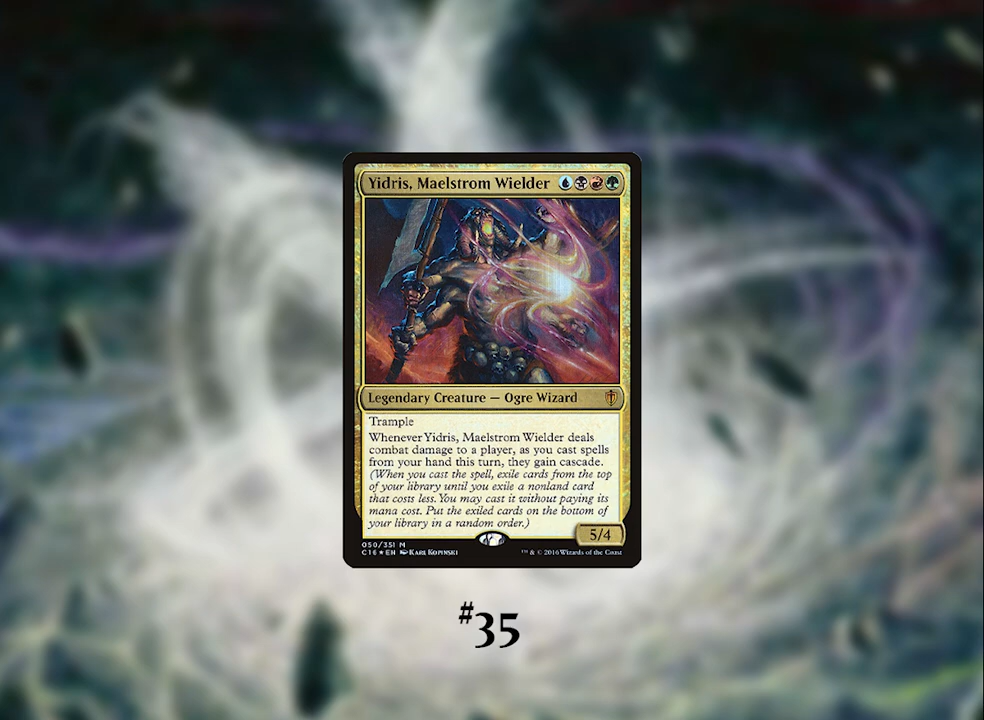 Yidris, Maelstrom Wielder
Legendary Creature — Ogre Wizard
Trample
Whenever Yidris, Maelstrom Wielder deals
combat damage to a player, as you cast spells
from your hand this turn, they gain cascade.
(When you cast the spell, exile cards from the top
of your library until you exile a nonland card
that costs less. You may cast it without paying its
mana cost. Put the exiled cards on the bottom of
your library in a random order.)
5/4
050/351 M
C16 ★ EN Karl Kopinski
™ & © 2016 Wizards of the Coast
#35